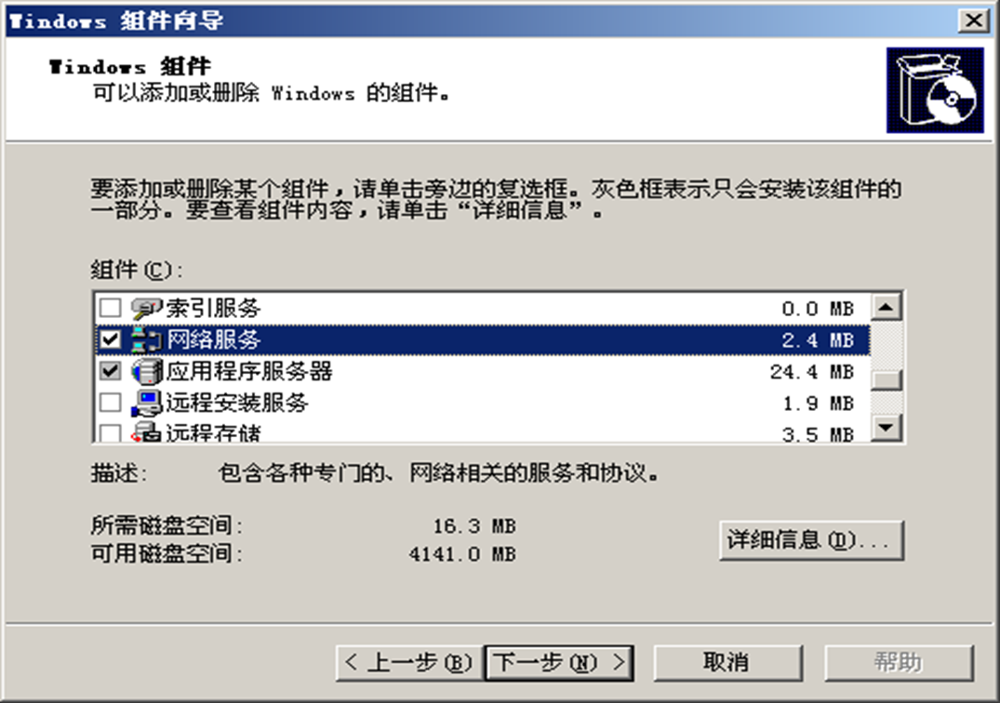 Windows 组件向导
Windows 组件
可以添加或删除 Windows 的组件。
要添加或删除某个组件，请单击旁边的复选框。灰色框表示只会安装该组件的
一部分。要查看组件内容，请单击“详细信息”。
组件(C):
索引服务 0.0 MB
网络服务 2.4 MB
应用程序服务器 24.4 MB
远程安装服务 1.9 MB
远程存储 3.5 MB
描述: 包含各种专门的、网络相关的服务和协议。
所需磁盘空间: 16.3 MB
可用磁盘空间: 4141.0 MB
详细信息(D)...
< 上一步(B) 下一步(N) > 取消 帮助